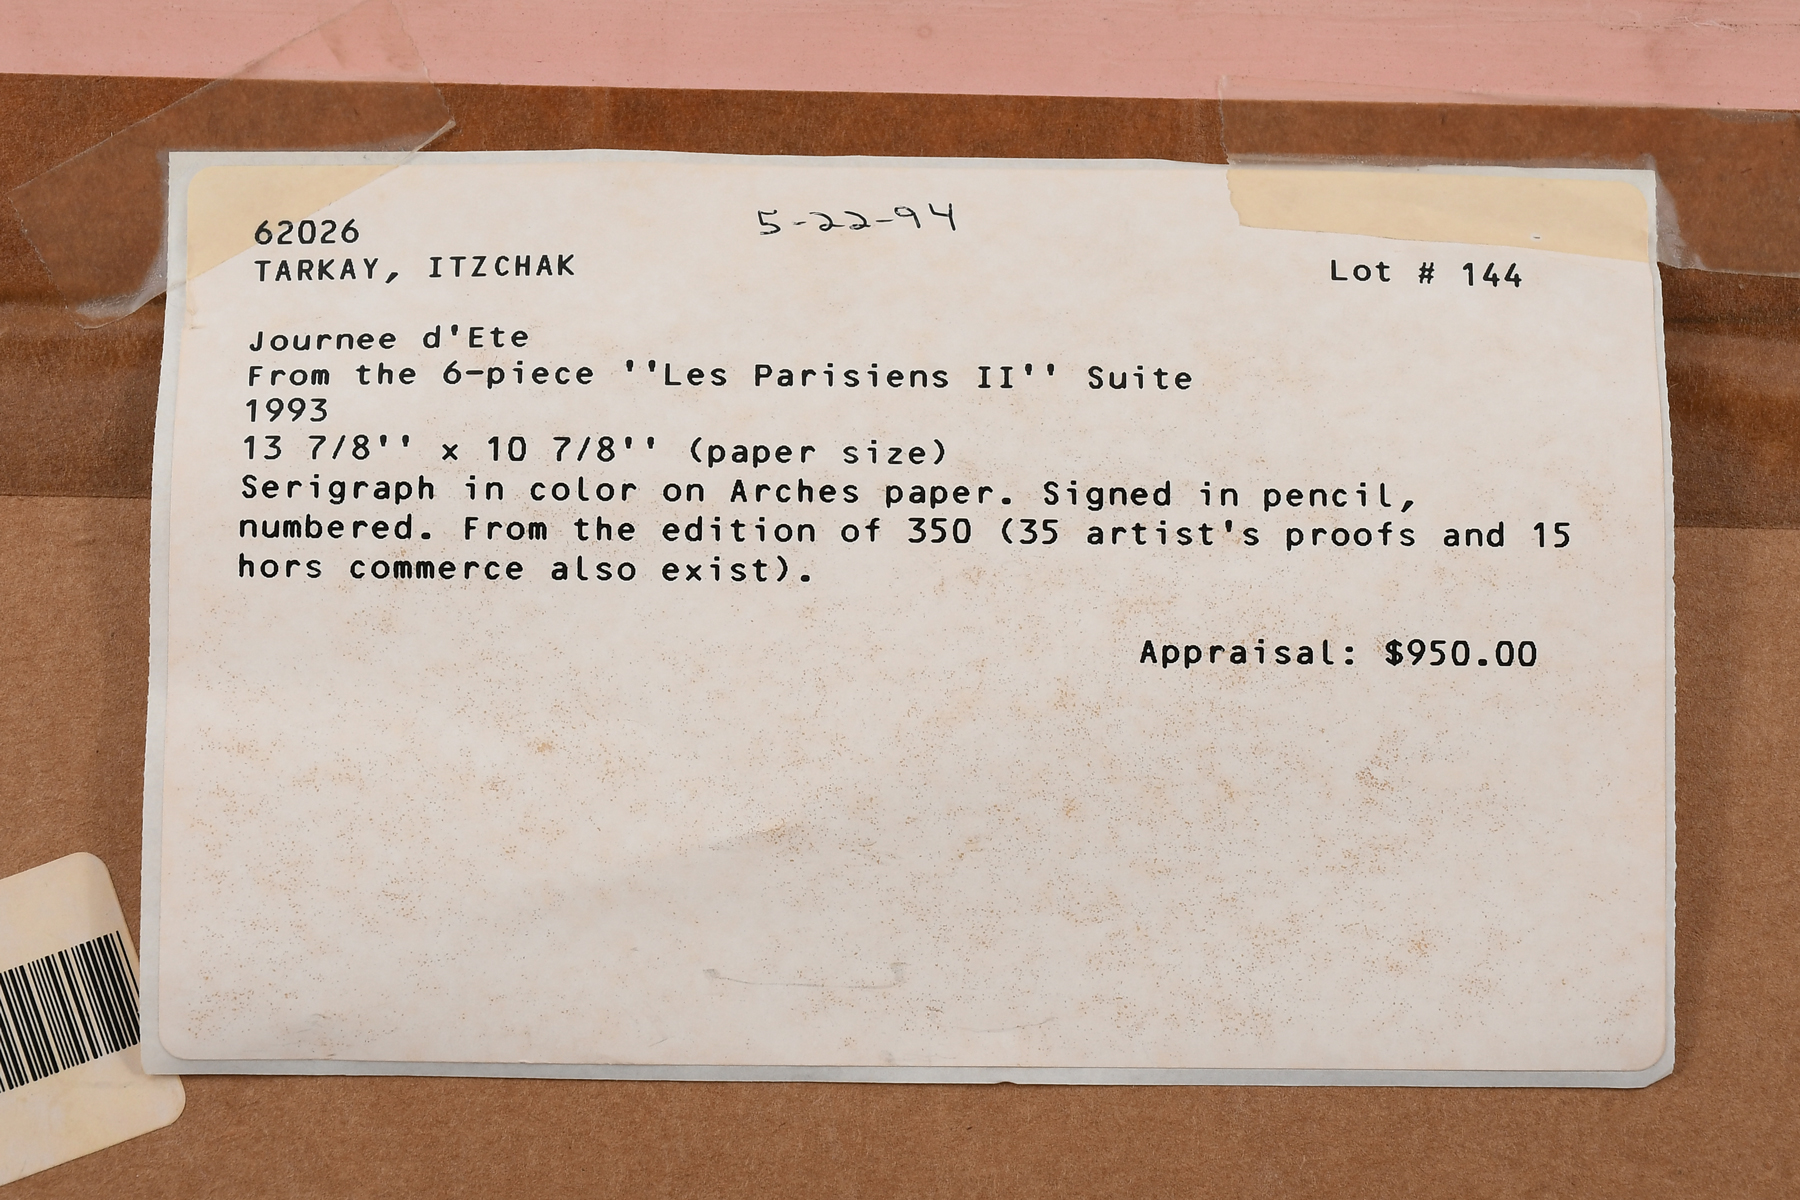 62026
5-22-94
TARKAY, ITZCHAK
Lot # 144
Journee d'Ete
From the 6-piece ''Les Parisiens II'' Suite
1993
13 7/8'' x 10 7/8'' (paper size)
Serigraph in color on Arches paper. Signed in pencil,
numbered. From the edition of 350 (35 artist's proofs and 15
hors commerce also exist).
Appraisal: $950.00